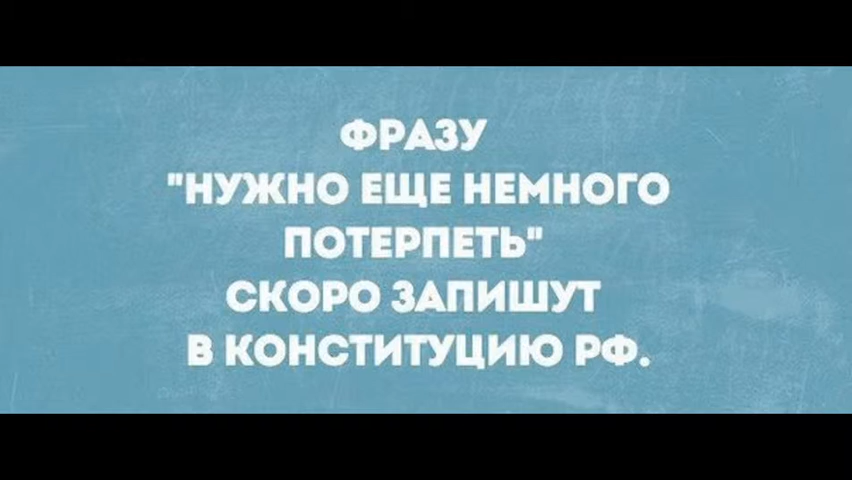 ФРАЗУ
"НУЖНО ЕЩЕ НЕМНОГО
ПОТЕРПЕТЬ"
СКОРО ЗАПИШУТ
В КОНСТИТУЦИЮ РФ.